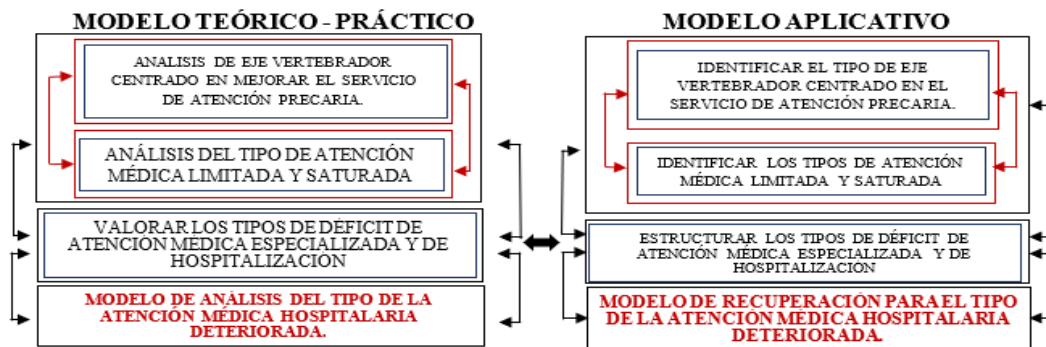 MODELO TEÓRICO - PRÁCTICO
ANALISIS DE EJE VERTEBRADOR
CENTRADO EN MEJORAR EL SERVICIO
DE ATENCIÓN PRECARIA.
ANÁLISIS DEL TIPO DE ATENCIÓN
MÉDICA LIMITADA Y SATURADA
VALORAR LOS TIPOS DE DÉFICIT DE
ATENCIÓN MÉDICA ESPECIALIZADA Y DE
HOSPITALIZACIÓN
MODELO DE ANÁLISIS DEL TIPO DE LA
ATENCIÓN MÉDICA HOSPITALARIA
DETERIORADA.
MODELO APLICATIVO
IDENTIFICAR EL TIPO DE EJE
VERTEBRADOR CENTRADO EN EL
SERVICIO DE ATENCIÓN PRECARIA.
IDENTIFICAR LOS TIPOS DE ATENCIÓN
MÉDICA LIMITADA Y SATURADA
ESTRUCTURAR LOS TIPOS DE DÉFICIT DE
ATENCIÓN MÉDICA ESPECIALIZADA Y DE
HOSPITALIZACIÓN
MODELO DE RECUPERACIÓN PARA EL TIPO
DE LA ATENCIÓN MÉDICA HOSPITALARIA
DETERIORADA.